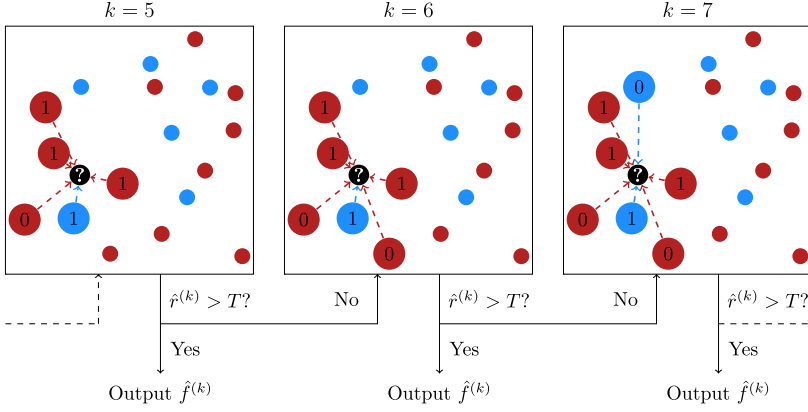 k = 5
k = 6
k = 7
1
1
?
1
0
1
1
1
?
1
0
1
0
0
1
1
?
1
0
1
0
r̂⁽ᵏ⁾ > T?
No
r̂⁽ᵏ⁾ > T?
No
r̂⁽ᵏ⁾ > T?
Yes
Yes
Yes
Output f̂⁽ᵏ⁾
Output f̂⁽ᵏ⁾
Output f̂⁽ᵏ⁾